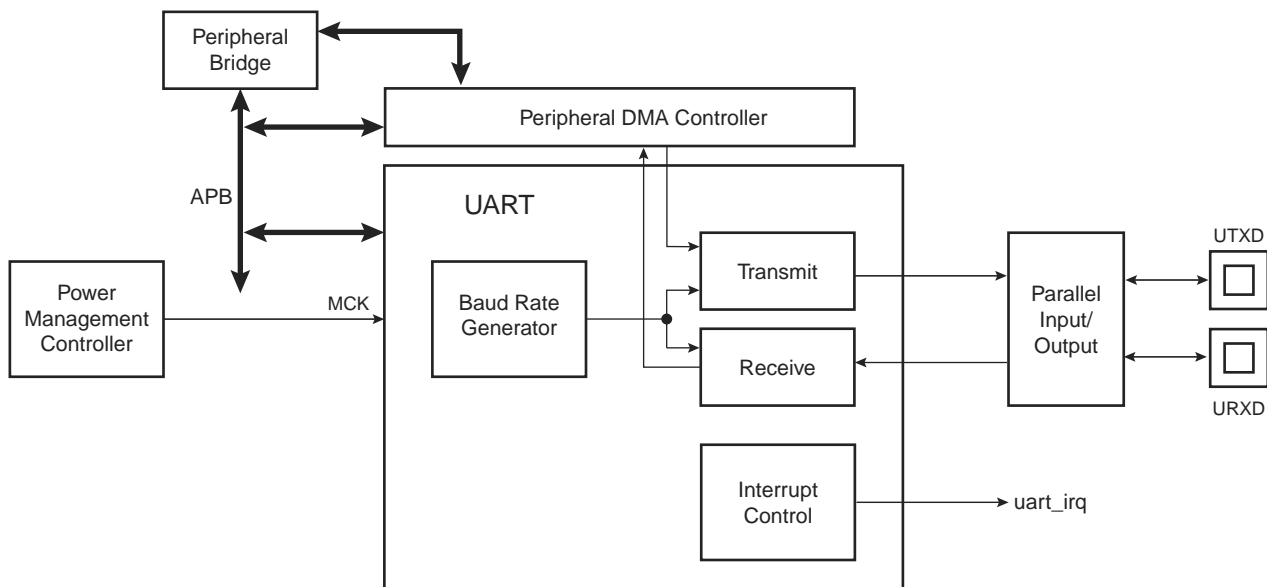 Peripheral
Bridge
Peripheral DMA Controller
APB
UART
Power
Management
Controller
MCK
Baud Rate
Generator
Transmit
Receive
Parallel
Input/
Output
UTXD
URXD
Interrupt
Control
uart_irq